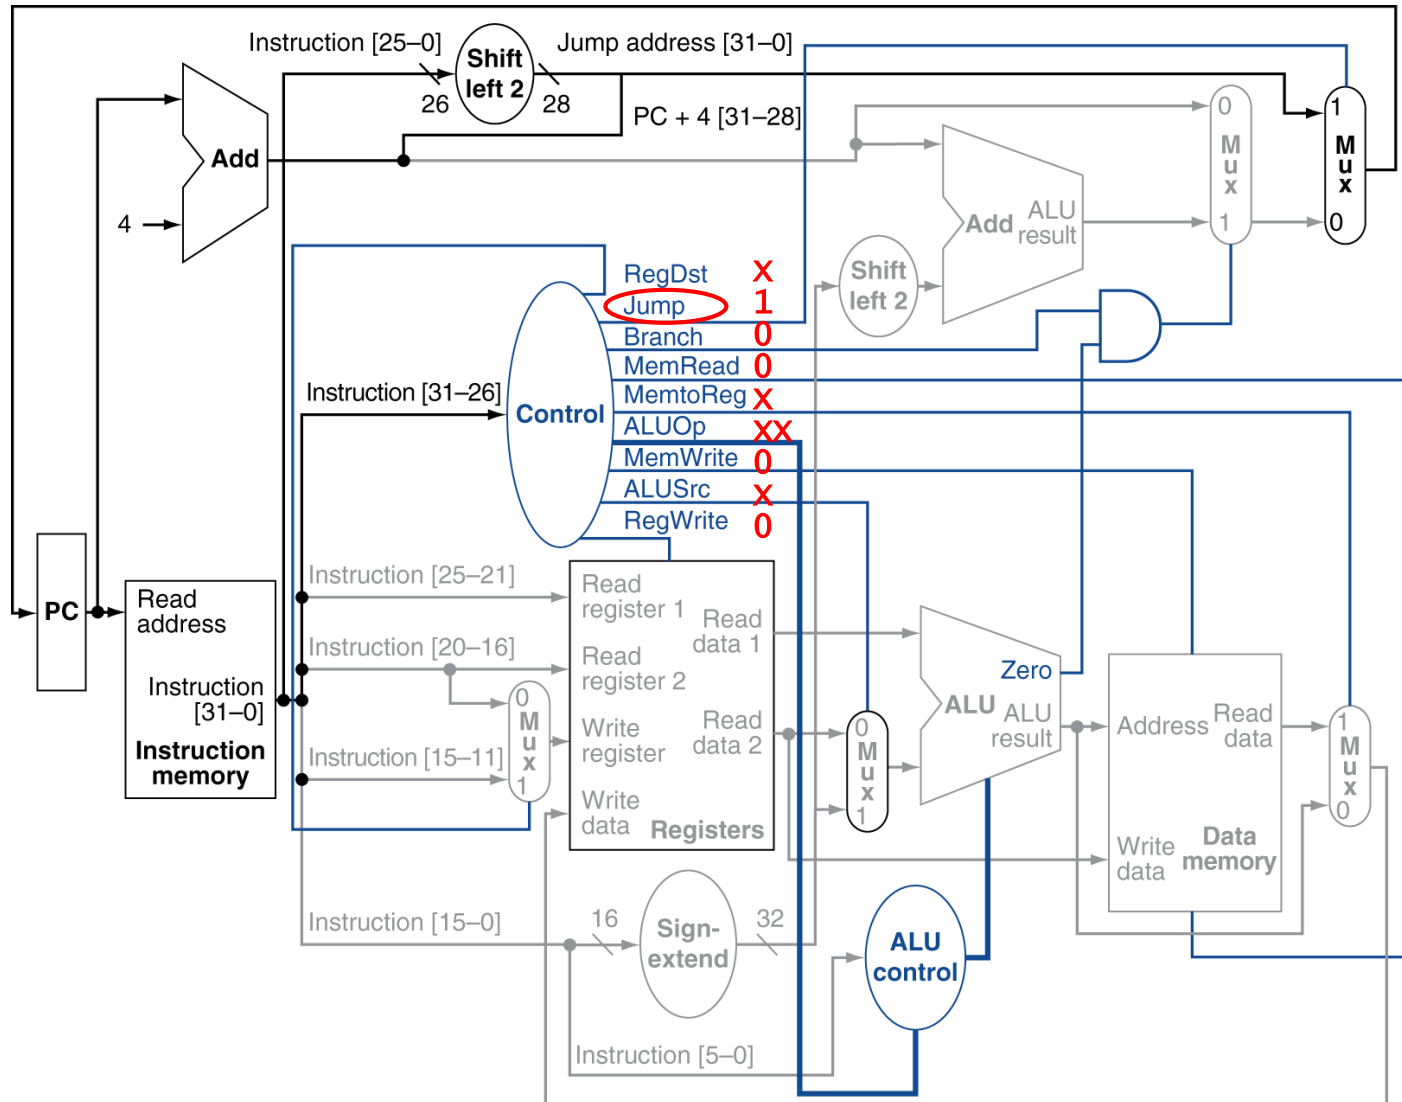 Instruction [25–0]
Shift
left 2
Jump address [31–0]
26
28
PC + 4 [31–28]
Add
4
0
M
u
x
1
1
M
u
x
0
Add
ALU
result
Shift
left 2
RegDst X
Jump 1
Branch 0
MemRead 0
MemtoReg X
ALUOp XX
MemWrite 0
ALUSrc X
RegWrite 0
Instruction [31–26]
Control
PC
Read
address
Instruction
[31–0]
Instruction
memory
Instruction [25–21]
Instruction [20–16]
Instruction [15–11]
0
M
u
x
1
Read
register 1
Read
register 2
Write
register
Write
data
Read
data 1
Read
data 2
Registers
0
M
u
x
1
Zero
ALU
ALU
result
Address
Read
data
Write
data
Data
memory
1
M
u
x
0
Instruction [15–0]
16
Sign-
extend
32
ALU
control
Instruction [5–0]